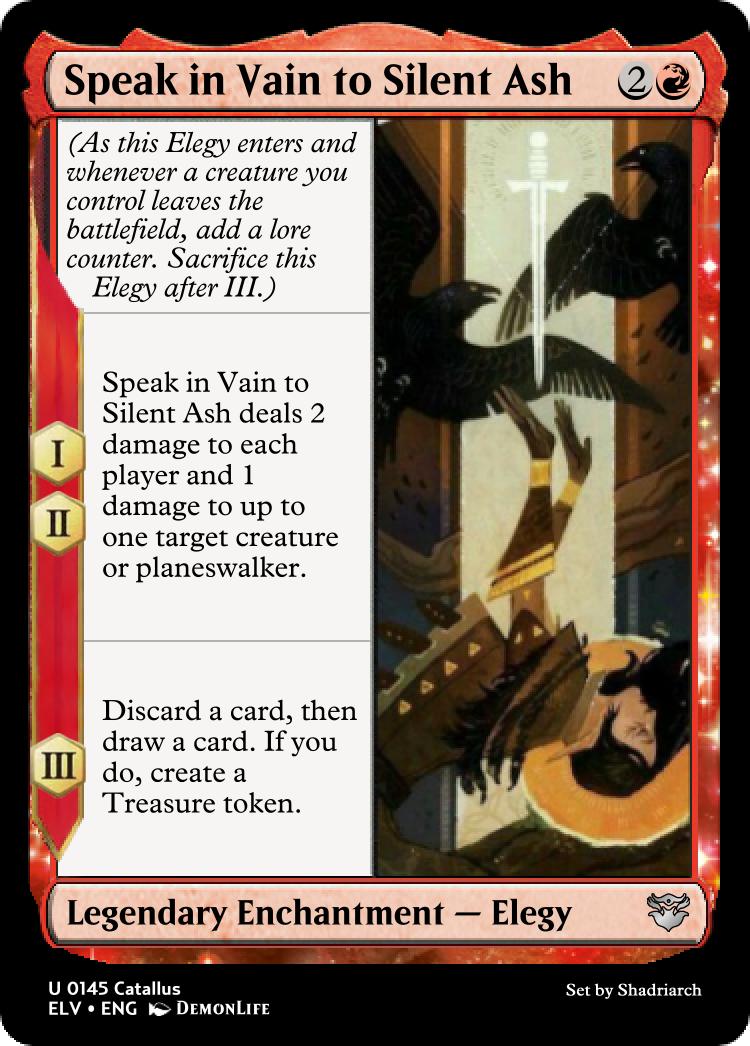 Speak in Vain to Silent Ash
2
(As this Elegy enters and
whenever a creature you
control leaves the
battlefield, add a lore
counter. Sacrifice this
Elegy after III.)
I
II
Speak in Vain to
Silent Ash deals 2
damage to each
player and 1
damage to up to
one target creature
or planeswalker.
III
Discard a card, then
draw a card. If you
do, create a
Treasure token.
Legendary Enchantment — Elegy
U 0145 Catallus
ELV • ENG DemonLife
Set by Shadriarch